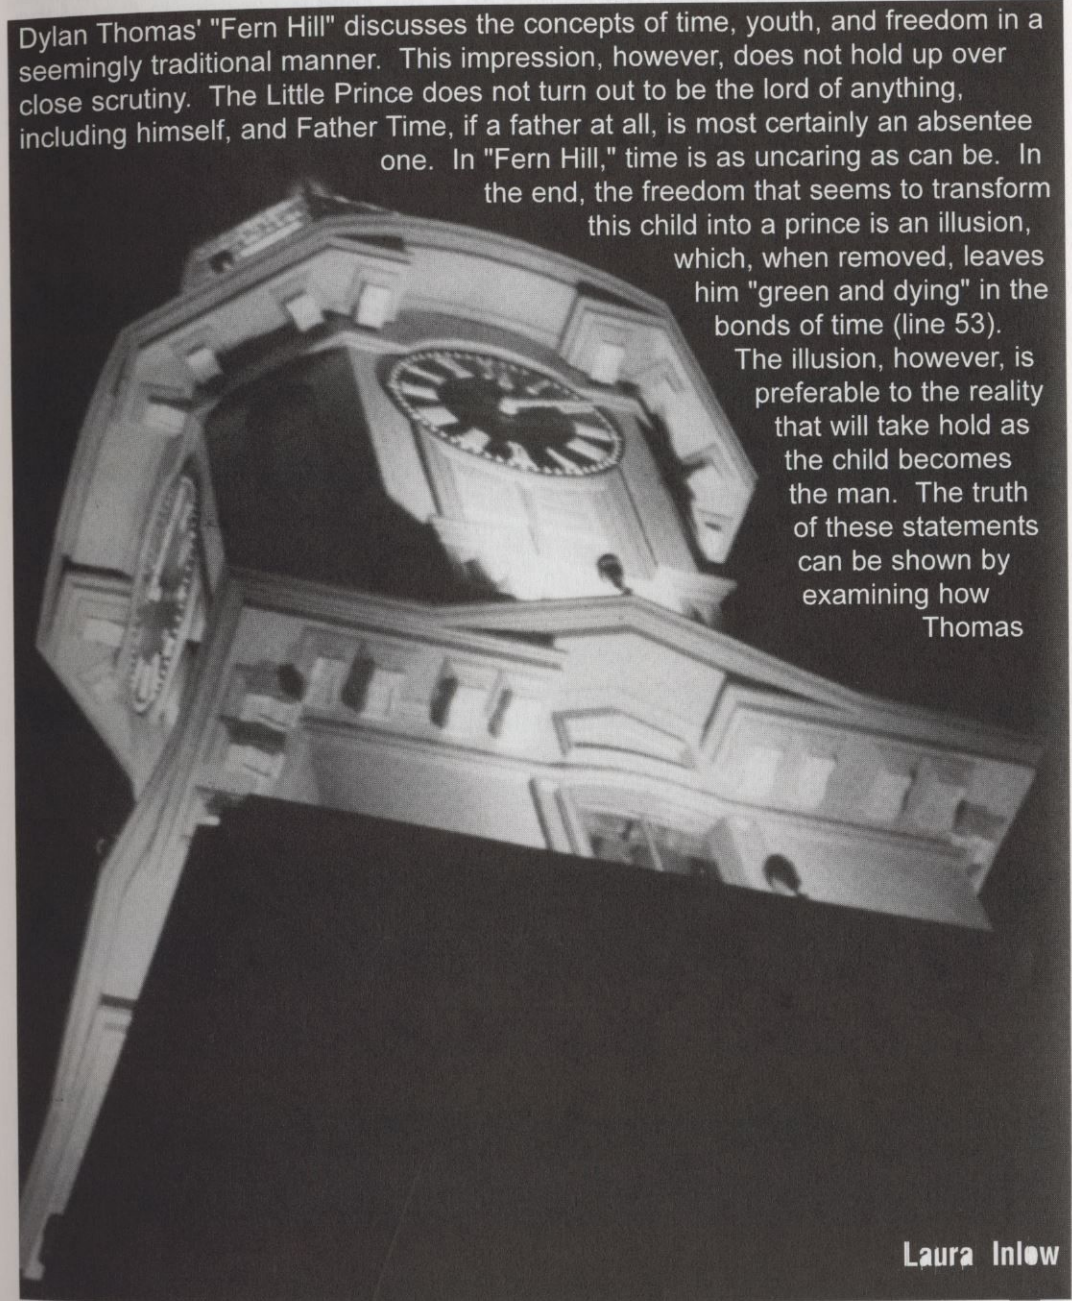 Dylan Thomas' "Fern Hill" discusses the concepts of time, youth, and freedom in a
seemingly traditional manner. This impression, however, does not hold up over
close scrutiny. The Little Prince does not turn out to be the lord of anything,
including himself, and Father Time, if a father at all, is most certainly an absentee
one. In "Fern Hill," time is as uncaring as can be. In
the end, the freedom that seems to transform
this child into a prince is an illusion,
which, when removed, leaves
him "green and dying" in the
bonds of time (line 53).
The illusion, however, is
preferable to the reality
that will take hold as
the child becomes
the man. The truth
of these statements
can be shown by
examining how
Thomas
Laura Inlow